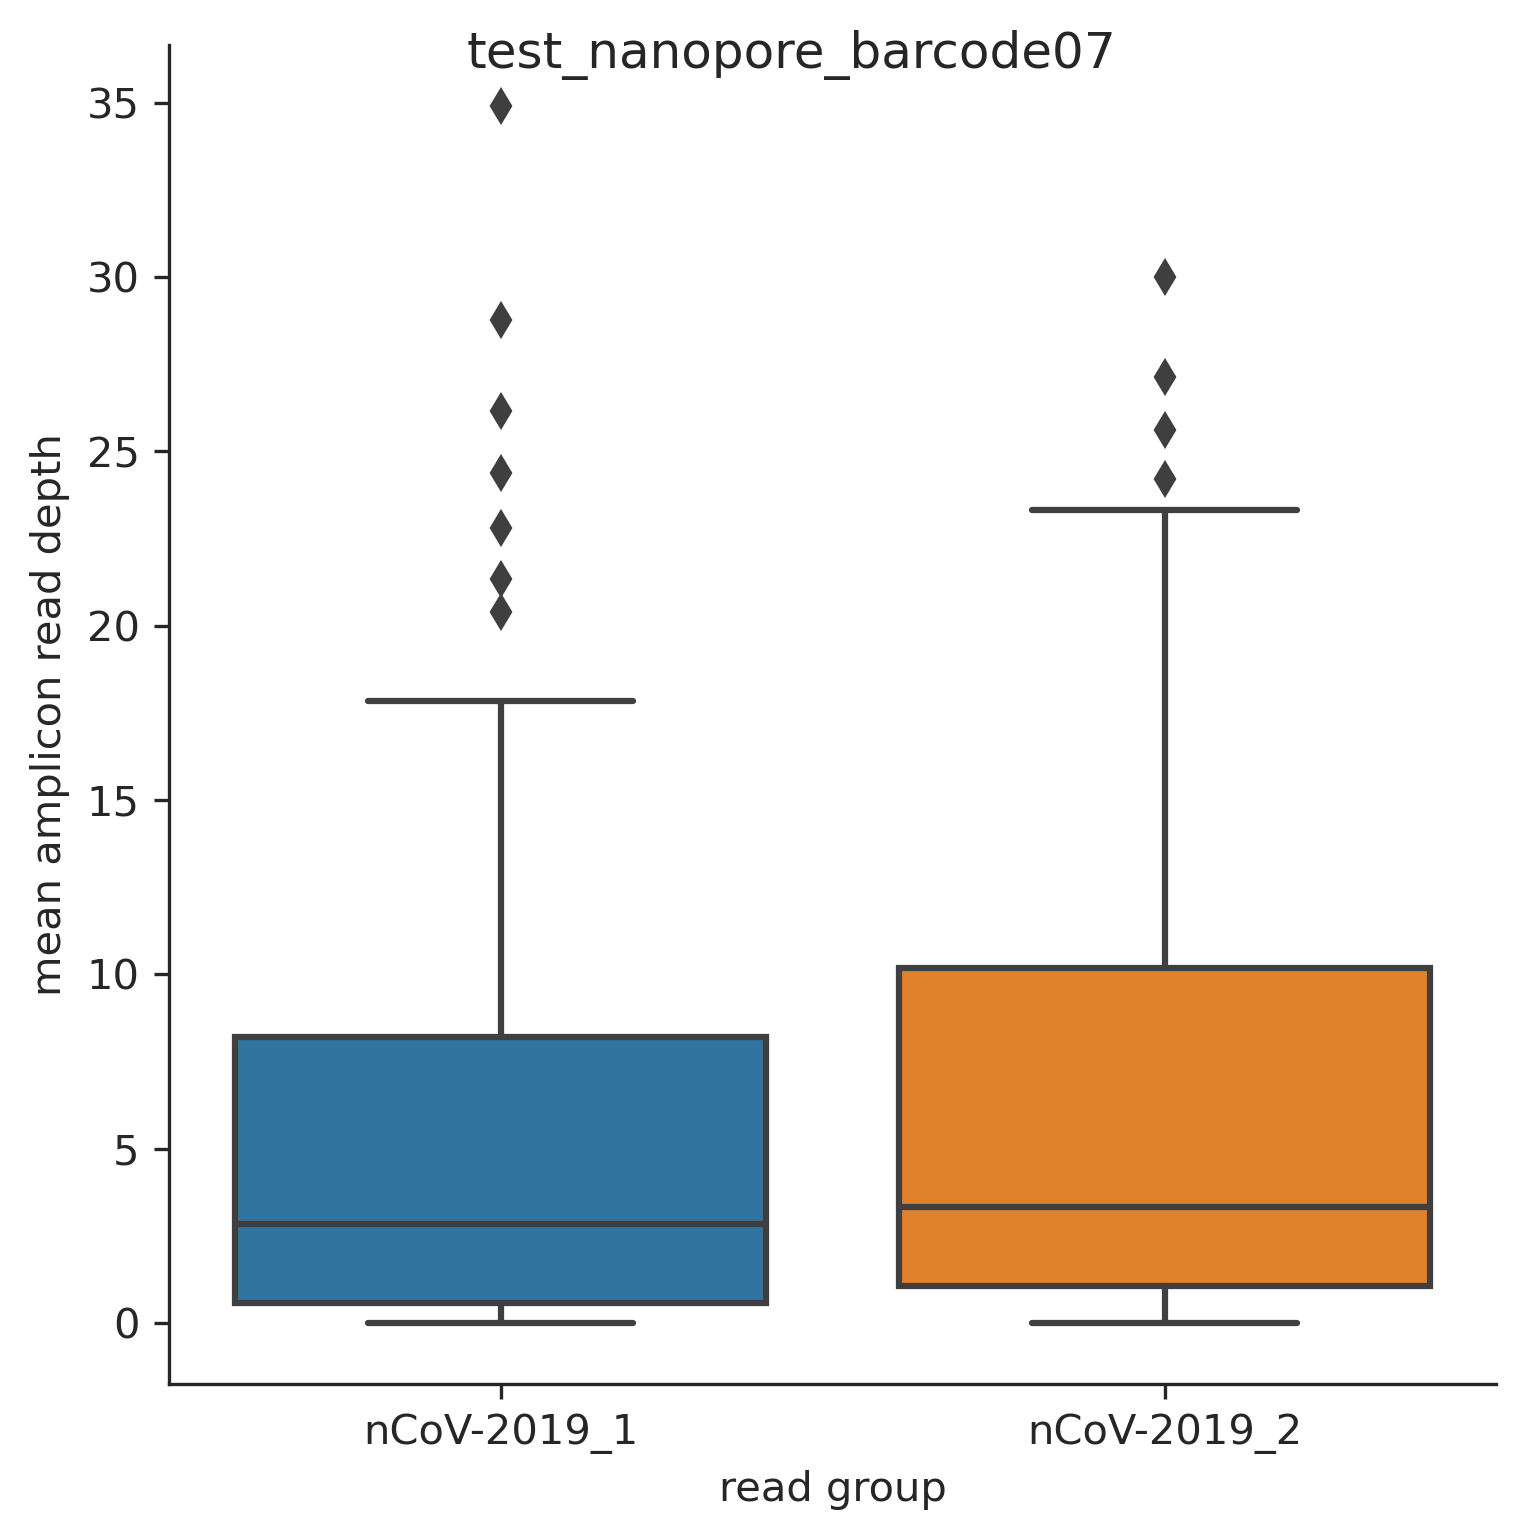 test_nanopore_barcode07
mean amplicon read depth
35
30
25
20
15
10
5
0
nCoV-2019_1
nCoV-2019_2
read group